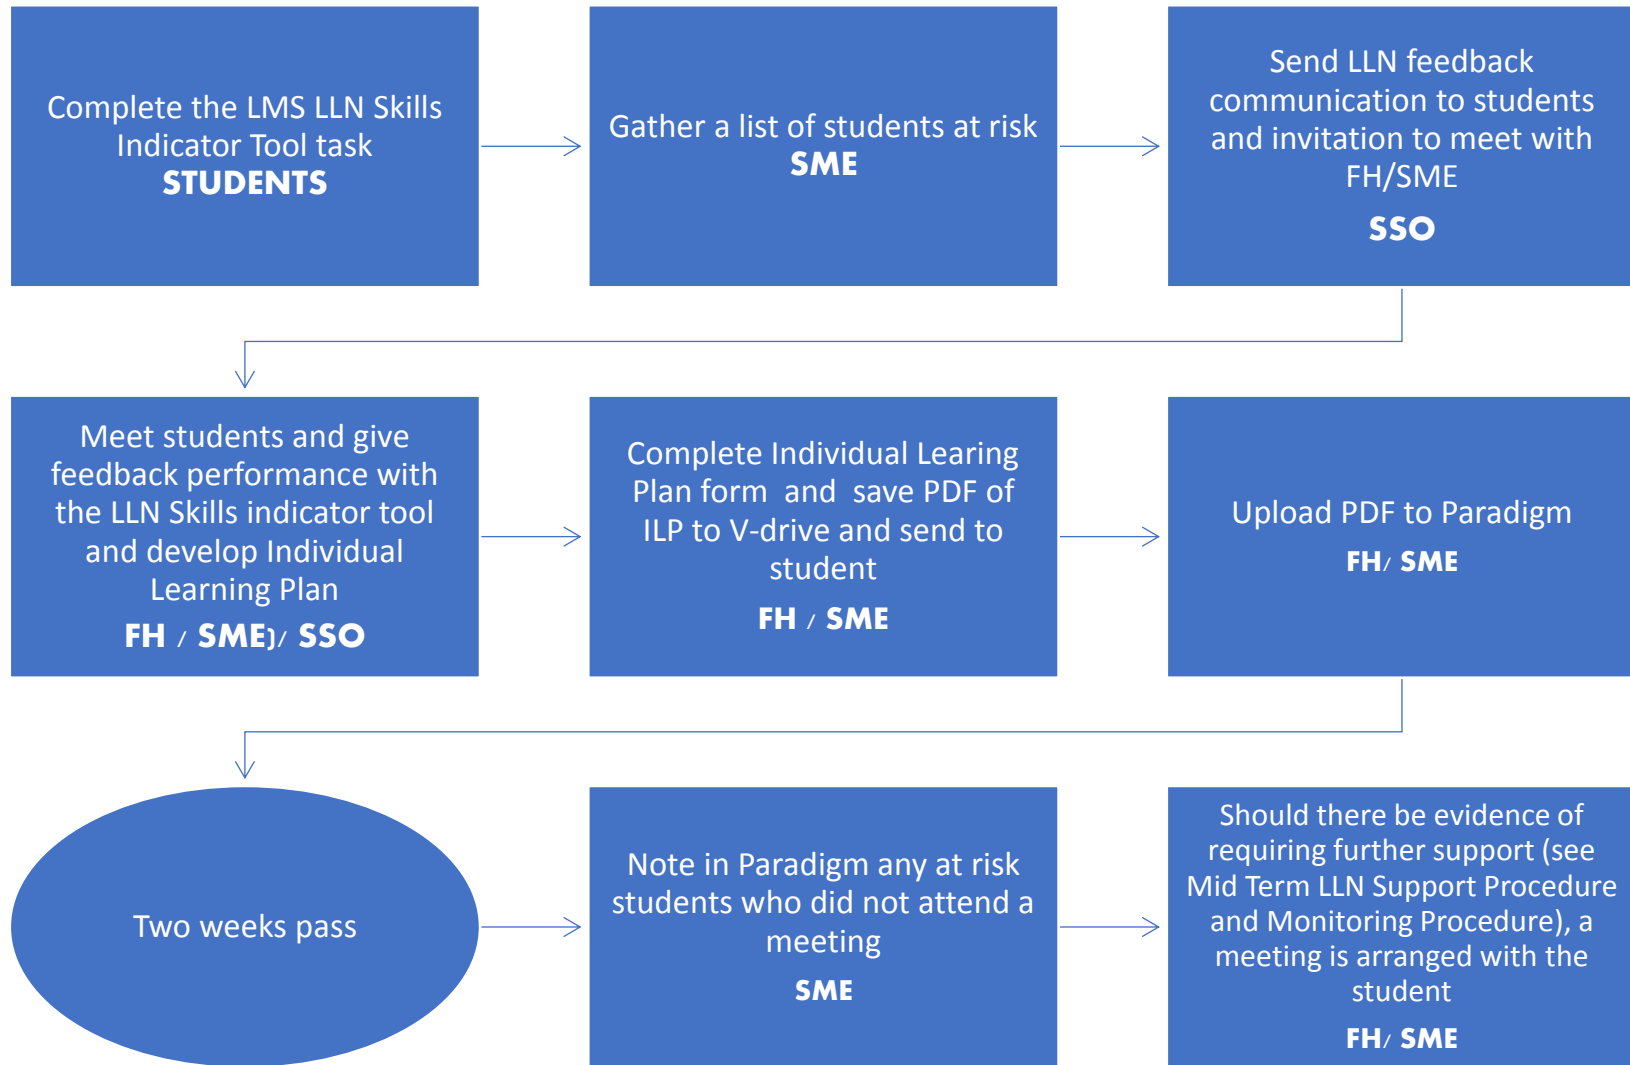 Complete the LMS LLN Skills
Indicator Tool task
STUDENTS
Gather a list of students at risk
SME
Send LLN feedback
communication to students
and invitation to meet with
FH/SME
SSO
Meet students and give
feedback performance with
the LLN Skills indicator tool
and develop Individual
Learning Plan
FH / SME)/ SSO
Complete Individual Learing
Plan form and save PDF of
ILP to V-drive and send to
student
FH / SME
Upload PDF to Paradigm
FH/ SME
Two weeks pass
Note in Paradigm any at risk
students who did not attend a
meeting
SME
Should there be evidence of
requiring further support (see
Mid Term LLN Support Procedure
and Monitoring Procedure), a
meeting is arranged with the
student
FH/ SME